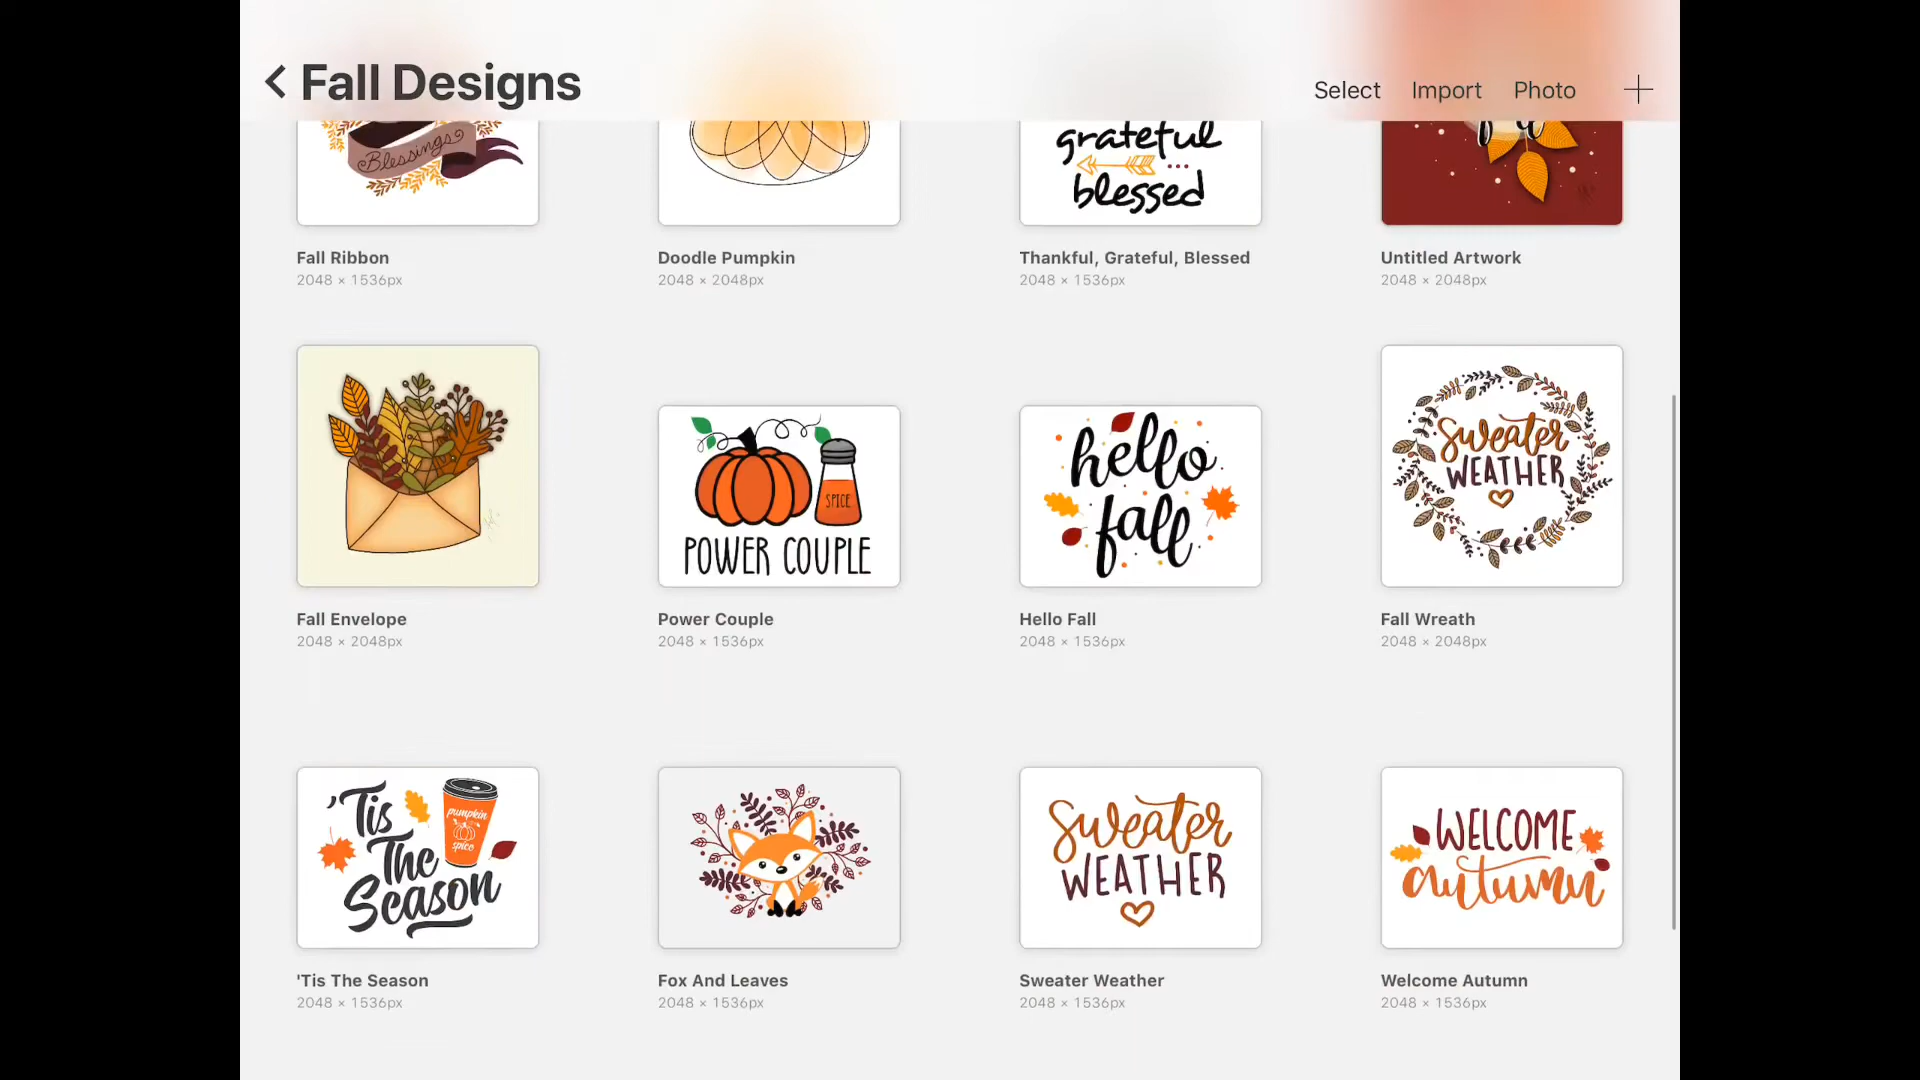 Fall Designs
Select Import Photo
Blessings
grateful
blessed
Fall Ribbon
2048 × 1536px
Doodle Pumpkin
2048 × 2048px
Thankful, Grateful, Blessed
2048 × 1536px
Untitled Artwork
2048 × 2048px
SPICE
POWER COUPLE
hello
fall
sweater
WEATHER
Fall Envelope
2048 × 2048px
Power Couple
2048 × 1536px
Hello Fall
2048 × 1536px
Fall Wreath
2048 × 2048px
'Tis
The
Season
pumpkin
spice
sweater
WEATHER
WELCOME
autumn
'Tis The Season
2048 × 1536px
Fox And Leaves
2048 × 1536px
Sweater Weather
2048 × 1536px
Welcome Autumn
2048 × 1536px